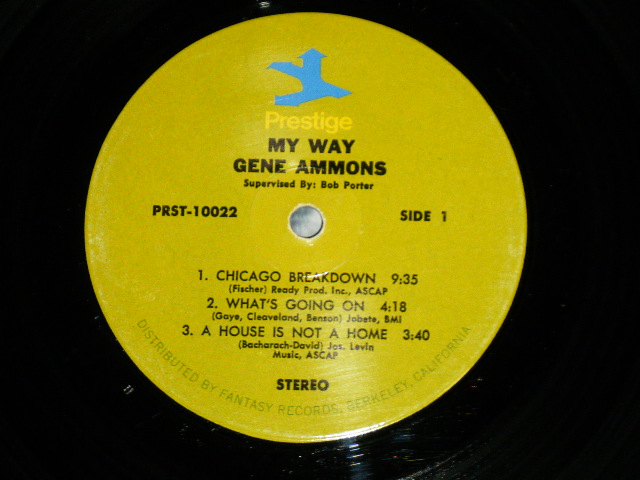 Prestige
MY WAY
GENE AMMONS
Supervised By: Bob Porter
PRST-10022
SIDE 1
1. CHICAGO BREAKDOWN 9:35
(Fischer) Ready Prod. Inc., ASCAP
2. WHAT'S GOING ON 4:18
(Gaye, Cleaveland, Benson) Jobete, BMI
3. A HOUSE IS NOT A HOME 3:40
(Bacharach-David) Jos. Levin
Music, ASCAP
STEREO
DISTRIBUTED BY FANTASY RECORDS, BERKELEY, CALIFORNIA